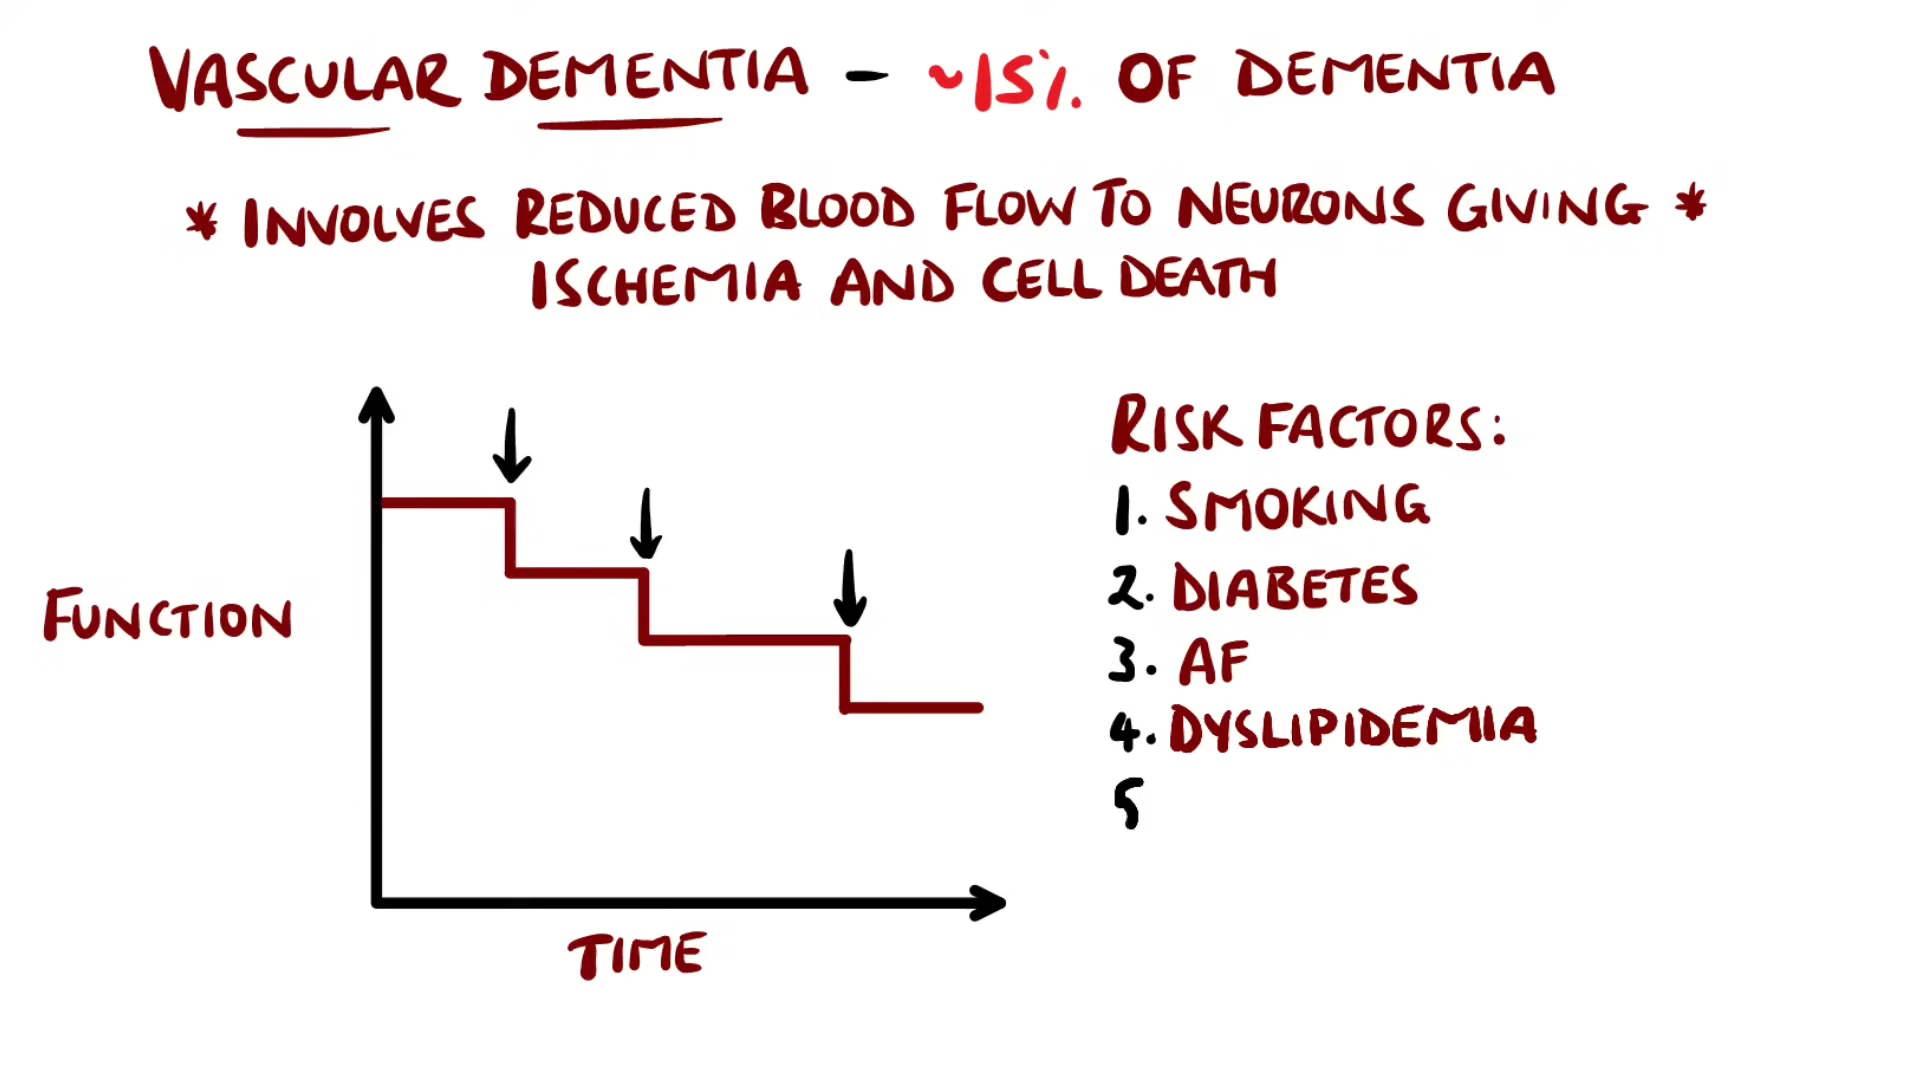 VASCULAR DEMENTIA - ~15% OF DEMENTIA
* INVOLVES REDUCED BLOOD FLOW TO NEURONS GIVING *
ISCHEMIA AND CELL DEATH
FUNCTION
TIME
RISK FACTORS:
1. SMOKING
2. DIABETES
3. AF
4. DYSLIPIDEMIA
5